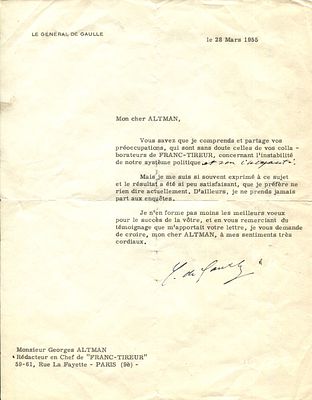 LE GÉNÉRAL DE GAULLE
le 28 Mars 1955
Mon cher ALTMAN,
Vous savez que je comprends et partage vos
préoccupations, qui sont sans doute celles de vos colla -
borateurs de FRANC-TIREUR, concernant l'instabilité
de notre système politique et son incapacité.
Mais je me suis si souvent exprimé à ce sujet
et le résultat a été si peu satisfaisant, que je préfère ne
rien dire actuellement. D'ailleurs, je ne prends jamais
part aux enquêtes.
Je n'en forme pas moins les meilleurs voeux
pour le succès de la vôtre, et en vous remerciant du
témoignage que m'apportait votre lettre, je vous demande
de croire, mon cher ALTMAN, à mes sentiments très
cordiaux.
C. de Gaulle
Monsieur Georges ALTMAN
Rédacteur en Chef de "FRANC-TIREUR"
59-61, Rue La Fayette - PARIS (9è) -